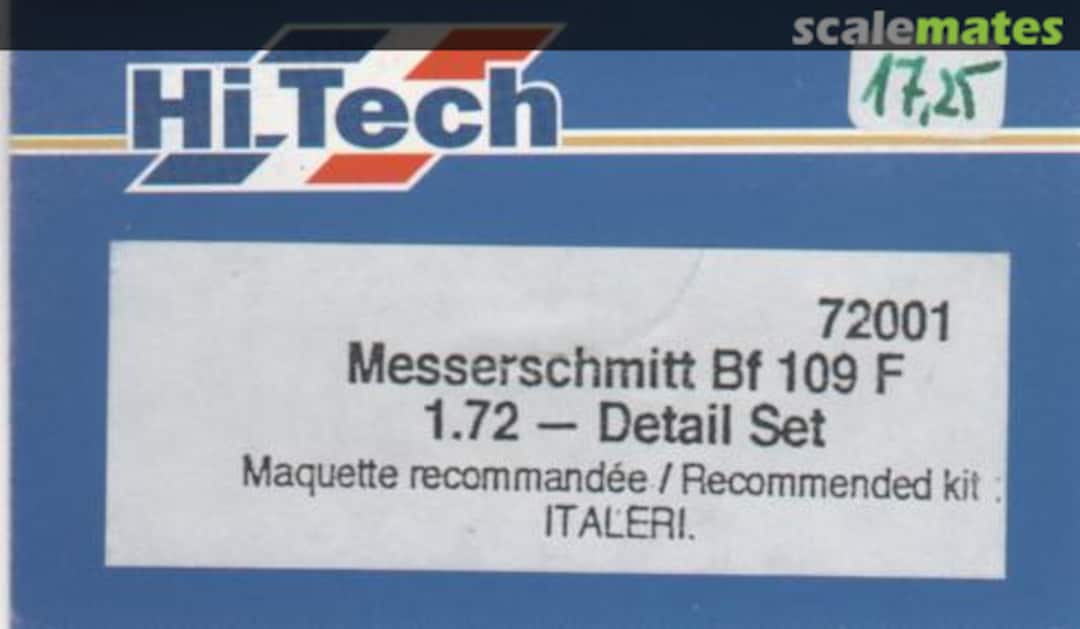 scalemates
Hi.Tech
17,25
72001
Messerschmitt Bf 109 F
1.72 — Detail Set
Maquette recommandée / Recommended kit :
ITALERI.